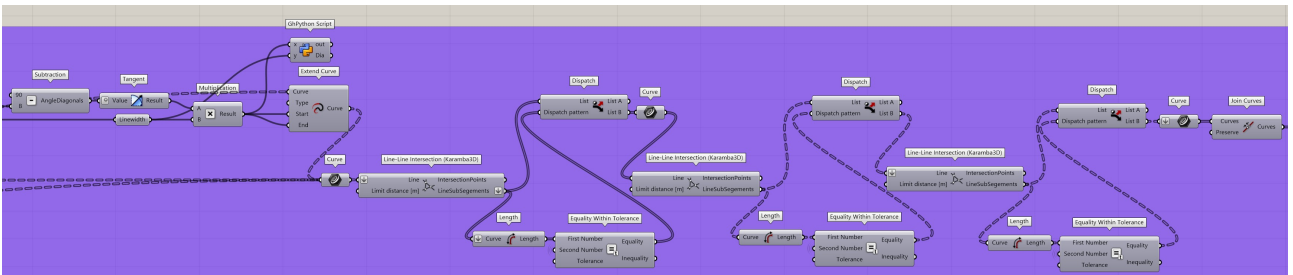 GhPython Script
x out
y Dia
Subtraction
90
B AngleDiagonals
Tangent
Value Result
Linewidth
Multiplication
A
B Result
Extend Curve
Curve
Type
Start
End
Curve
Curve
Line-Line Intersection (Karamba3D)
Line IntersectionPoints
Limit distance [m] LineSubSegements
Length
Curve Length
Equality Within Tolerance
First Number Equality
Second Number
Tolerance Inequality
Dispatch
List List A
Dispatch pattern List B
Curve
Line-Line Intersection (Karamba3D)
Line IntersectionPoints
Limit distance [m] LineSubSegements
Length
Curve Length
Equality Within Tolerance
First Number Equality
Second Number
Tolerance Inequality
Dispatch
List List A
Dispatch pattern List B
Line-Line Intersection (Karamba3D)
Line IntersectionPoints
Limit distance [m] LineSubSegements
Length
Curve Length
Equality Within Tolerance
First Number Equality
Second Number
Tolerance Inequality
Dispatch
List List A
Dispatch pattern List B
Curve
Join Curves
Curves
Preserve Curves